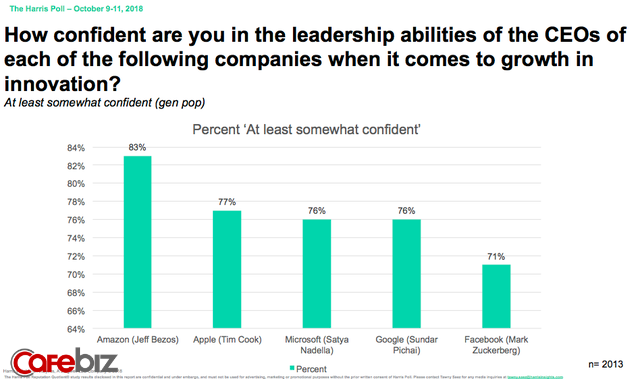 The Harris Poll – October 9-11, 2018
How confident are you in the leadership abilities of the CEOs of
each of the following companies when it comes to growth in
innovation?
At least somewhat confident (gen pop)
Percent 'At least somewhat confident'
84%
82%
80%
78%
76%
74%
72%
70%
68%
66%
64%
83%
77%
76%
76%
71%
Amazon (Jeff Bezos)
Apple (Tim Cook)
Microsoft (Satya
Nadella)
Google (Sundar
Pichai)
Facebook (Mark
Zuckerberg)
Percent
CAFEbiz
n= 2013